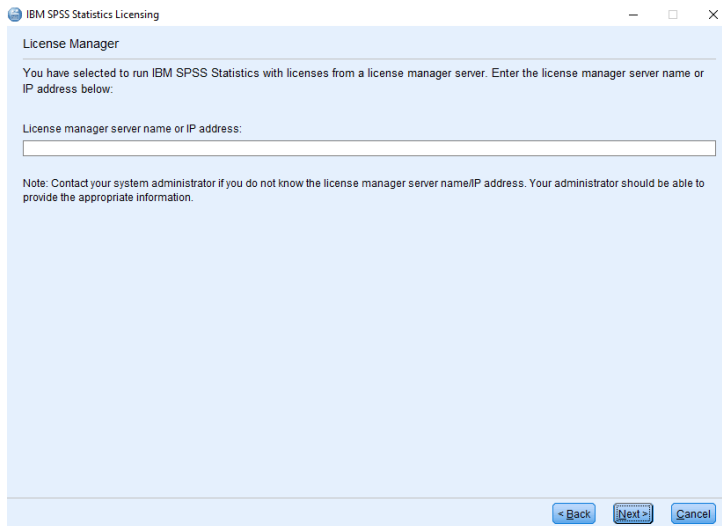 IBM SPSS Statistics Licensing
License Manager
You have selected to run IBM SPSS Statistics with licenses from a license manager server. Enter the license manager server name or
IP address below:
License manager server name or IP address:
Note: Contact your system administrator if you do not know the license manager server name/IP address. Your administrator should be able to
provide the appropriate information.
< Back
Next >
Cancel